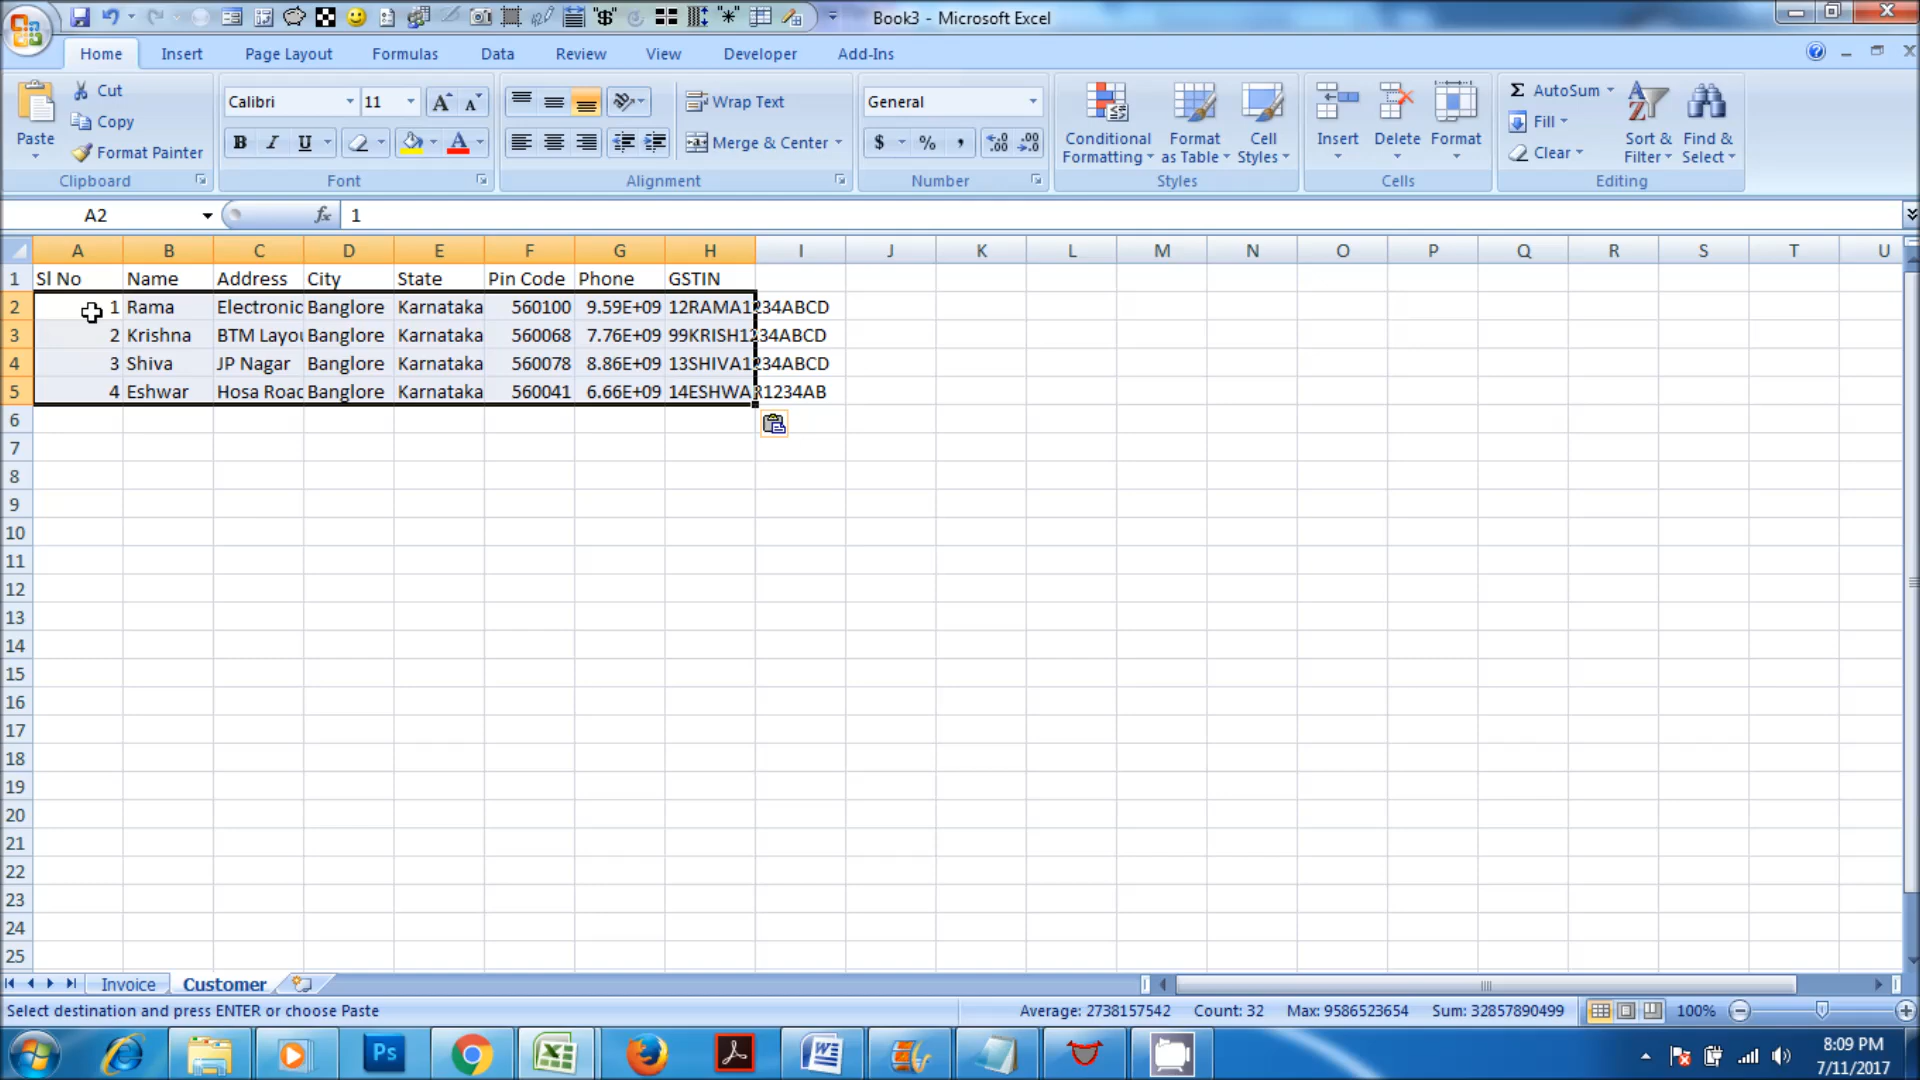 Book3 - Microsoft Excel
Home Insert Page Layout Formulas Data Review View Developer Add-Ins
Paste
Cut
Copy
Format Painter
Clipboard
Calibri 11
B I U
Font
Wrap Text
Merge & Center
Alignment
General
$ % ,
Number
Conditional Formatting
Format as Table
Cell Styles
Styles
Insert Delete Format
Cells
Σ AutoSum
Fill
Clear
Sort & Filter
Find & Select
Editing
A2 fx 1
A B C D E F G H I J K L M N O P Q R S T U
1 Sl No Name Address City State Pin Code Phone GSTIN
2 1 Rama Electronic Banglore Karnataka 560100 9.59E+09 12RAMA1234ABCD
3 2 Krishna BTM Layou Banglore Karnataka 560068 7.76E+09 99KRISH1234ABCD
4 3 Shiva JP Nagar Banglore Karnataka 560078 8.86E+09 13SHIVA1234ABCD
5 4 Eshwar Hosa Road Banglore Karnataka 560041 6.66E+09 14ESHWAR1234AB
6
7
8
9
10
11
12
13
14
15
16
17
18
19
20
21
22
23
24
25
Invoice Customer
Select destination and press ENTER or choose Paste Average: 2738157542 Count: 32 Max: 9586523654 Sum: 32857890499 100%
Ps
8:09 PM
7/11/2017